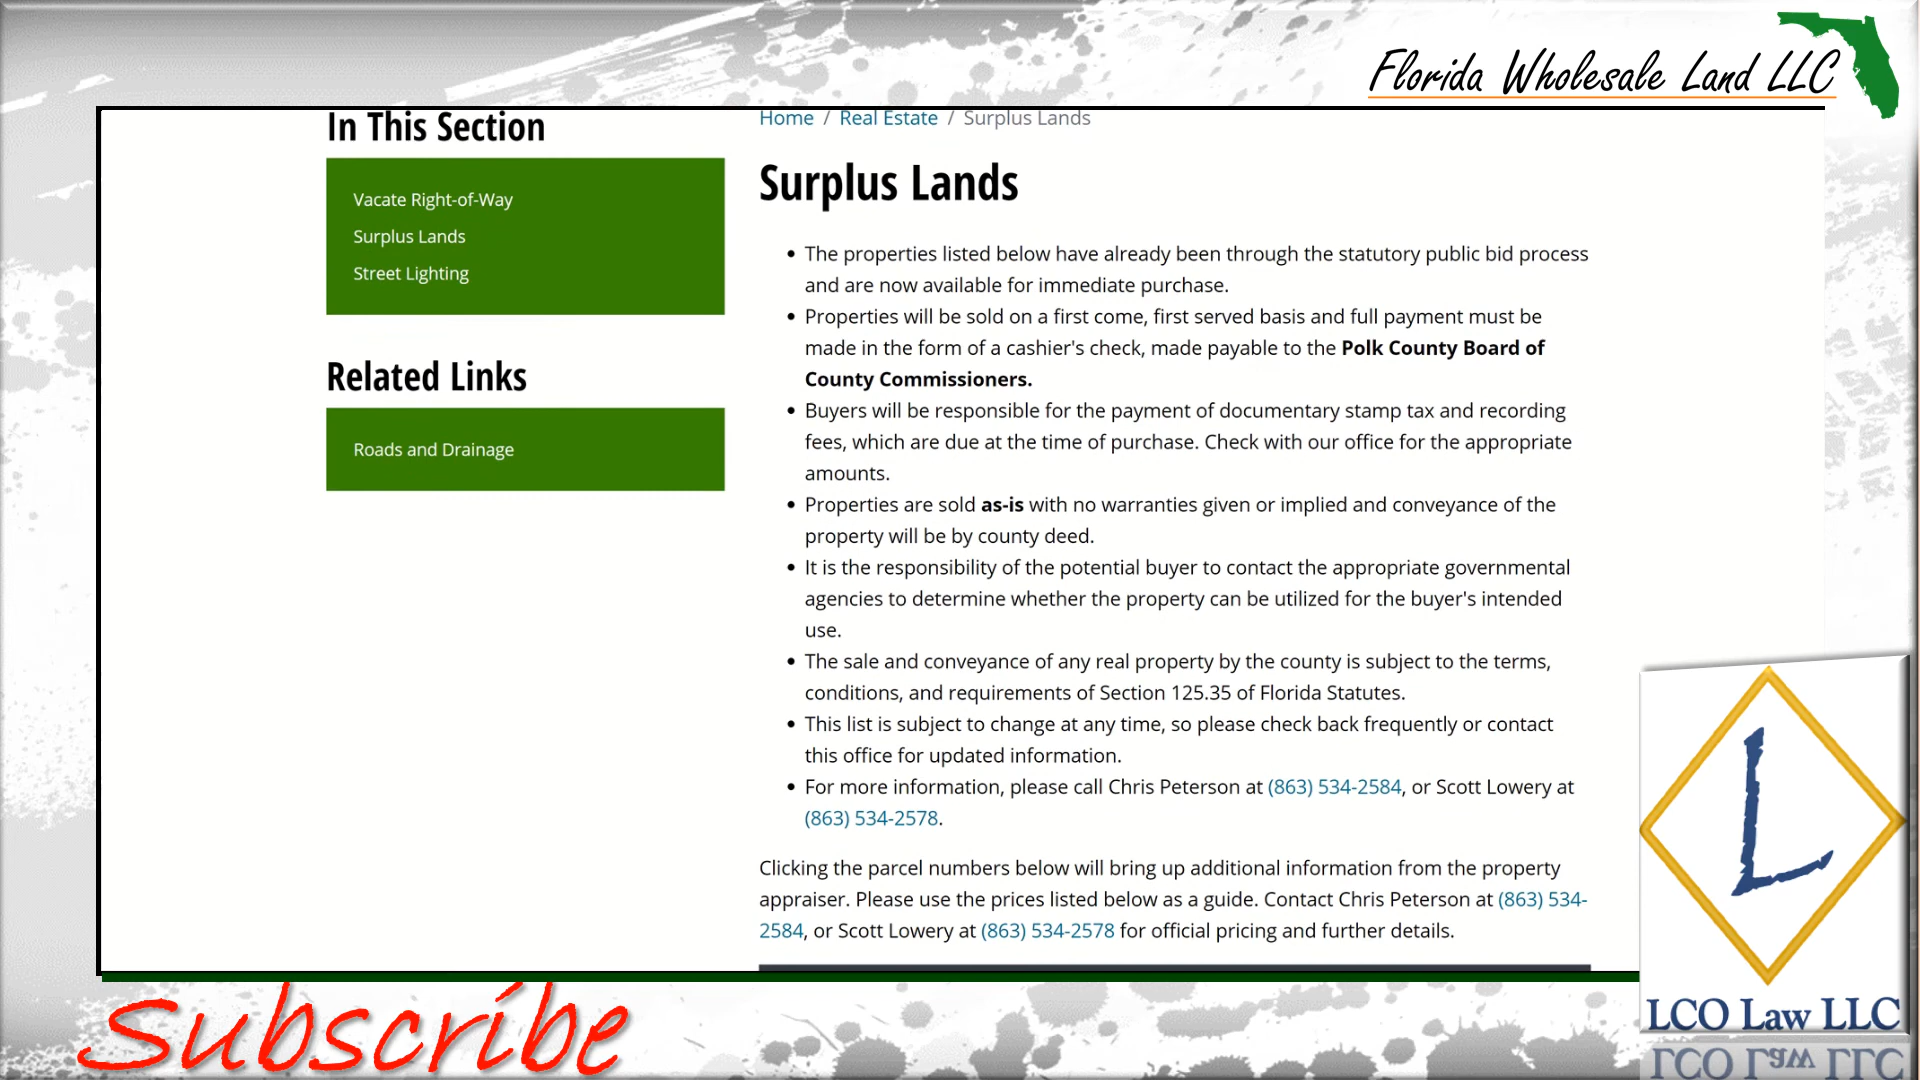 Florida Wholesale Land LLC
In This Section
Vacate Right-of-Way
Surplus Lands
Street Lighting
Related Links
Roads and Drainage
Home / Real Estate / Surplus Lands
Surplus Lands
• The properties listed below have already been through the statutory public bid process
and are now available for immediate purchase.
• Properties will be sold on a first come, first served basis and full payment must be
made in the form of a cashier's check, made payable to the Polk County Board of
County Commissioners.
• Buyers will be responsible for the payment of documentary stamp tax and recording
fees, which are due at the time of purchase. Check with our office for the appropriate
amounts.
• Properties are sold as-is with no warranties given or implied and conveyance of the
property will be by county deed.
• It is the responsibility of the potential buyer to contact the appropriate governmental
agencies to determine whether the property can be utilized for the buyer's intended
use.
• The sale and conveyance of any real property by the county is subject to the terms,
conditions, and requirements of Section 125.35 of Florida Statutes.
• This list is subject to change at any time, so please check back frequently or contact
this office for updated information.
• For more information, please call Chris Peterson at (863) 534-2584, or Scott Lowery at
(863) 534-2578.
Clicking the parcel numbers below will bring up additional information from the property
appraiser. Please use the prices listed below as a guide. Contact Chris Peterson at (863) 534-
2584, or Scott Lowery at (863) 534-2578 for official pricing and further details.
L
LCO Law LLC
Subscribe